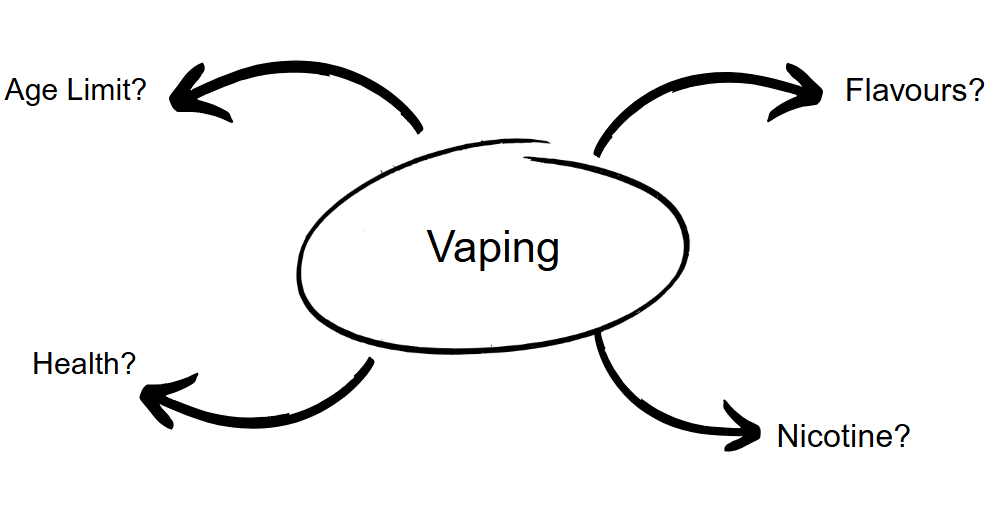 Age Limit?
Flavours?
Vaping
Health?
Nicotine?